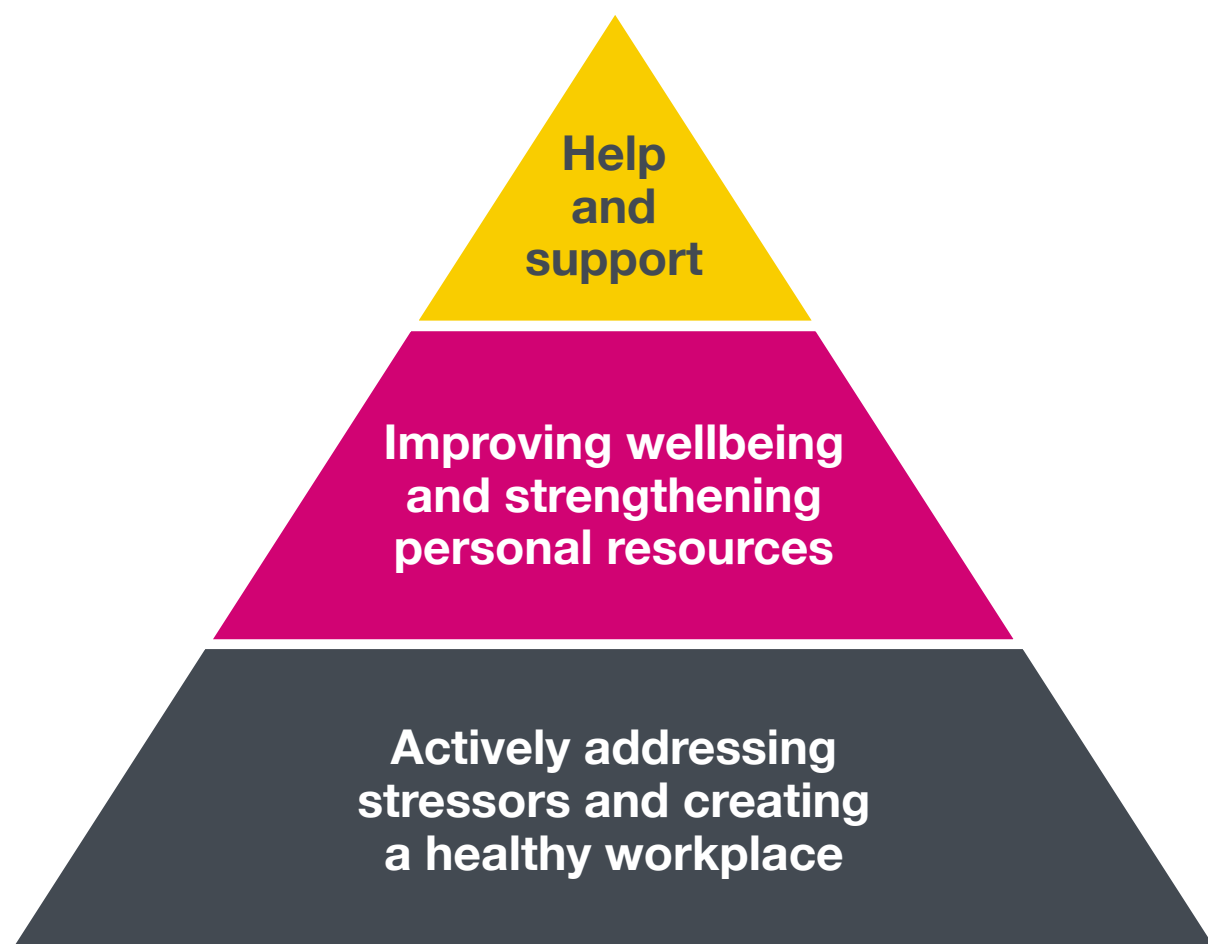 Help
and
support
Improving wellbeing
and strengthening
personal resources
Actively addressing
stressors and creating
a healthy workplace